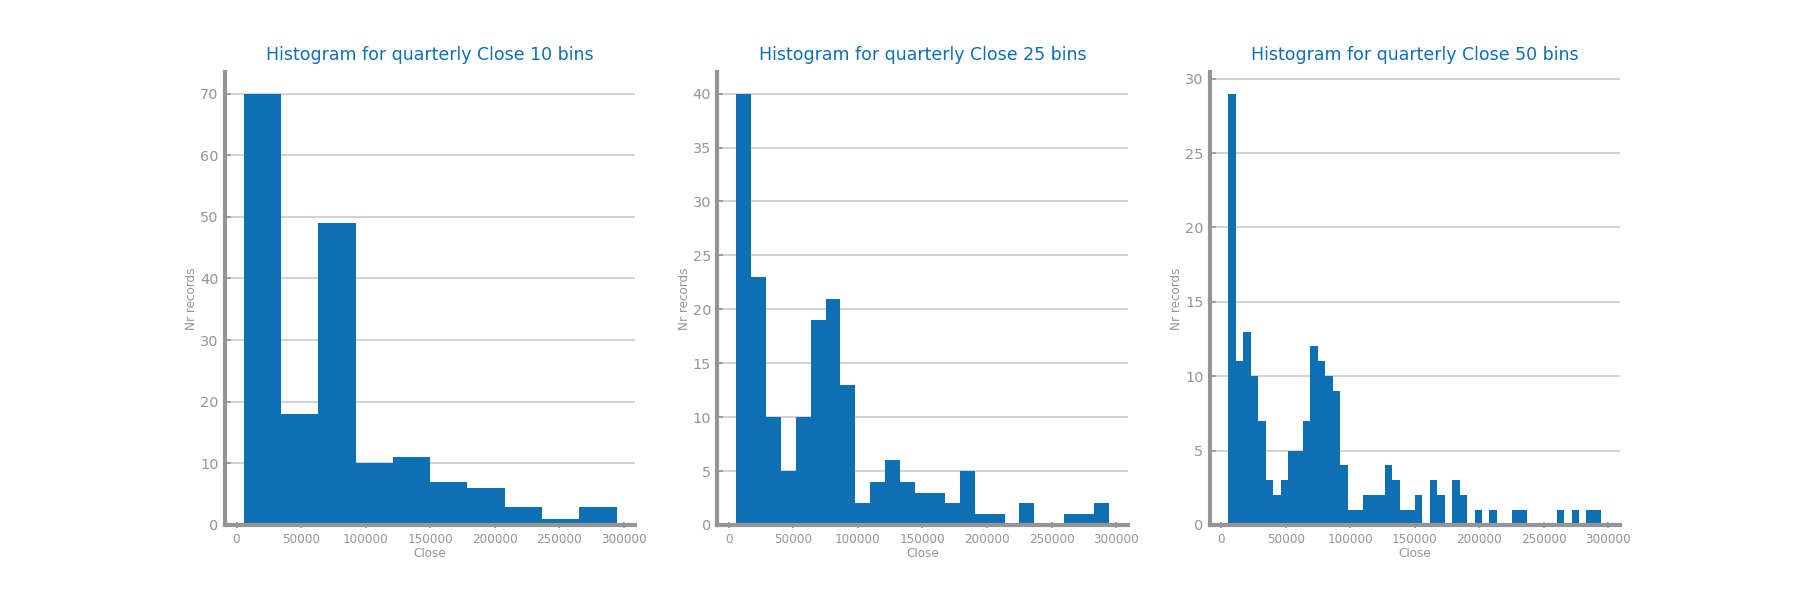 Histogram for quarterly Close 10 bins
70
60
50
40
30
20
10
0
Nr records
0 50000 100000 150000 200000 250000 300000
Close
Histogram for quarterly Close 25 bins
40
35
30
25
20
15
10
5
0
Nr records
0 50000 100000 150000 200000 250000 300000
Close
Histogram for quarterly Close 50 bins
30
25
20
15
10
5
0
Nr records
0 50000 100000 150000 200000 250000 300000
Close